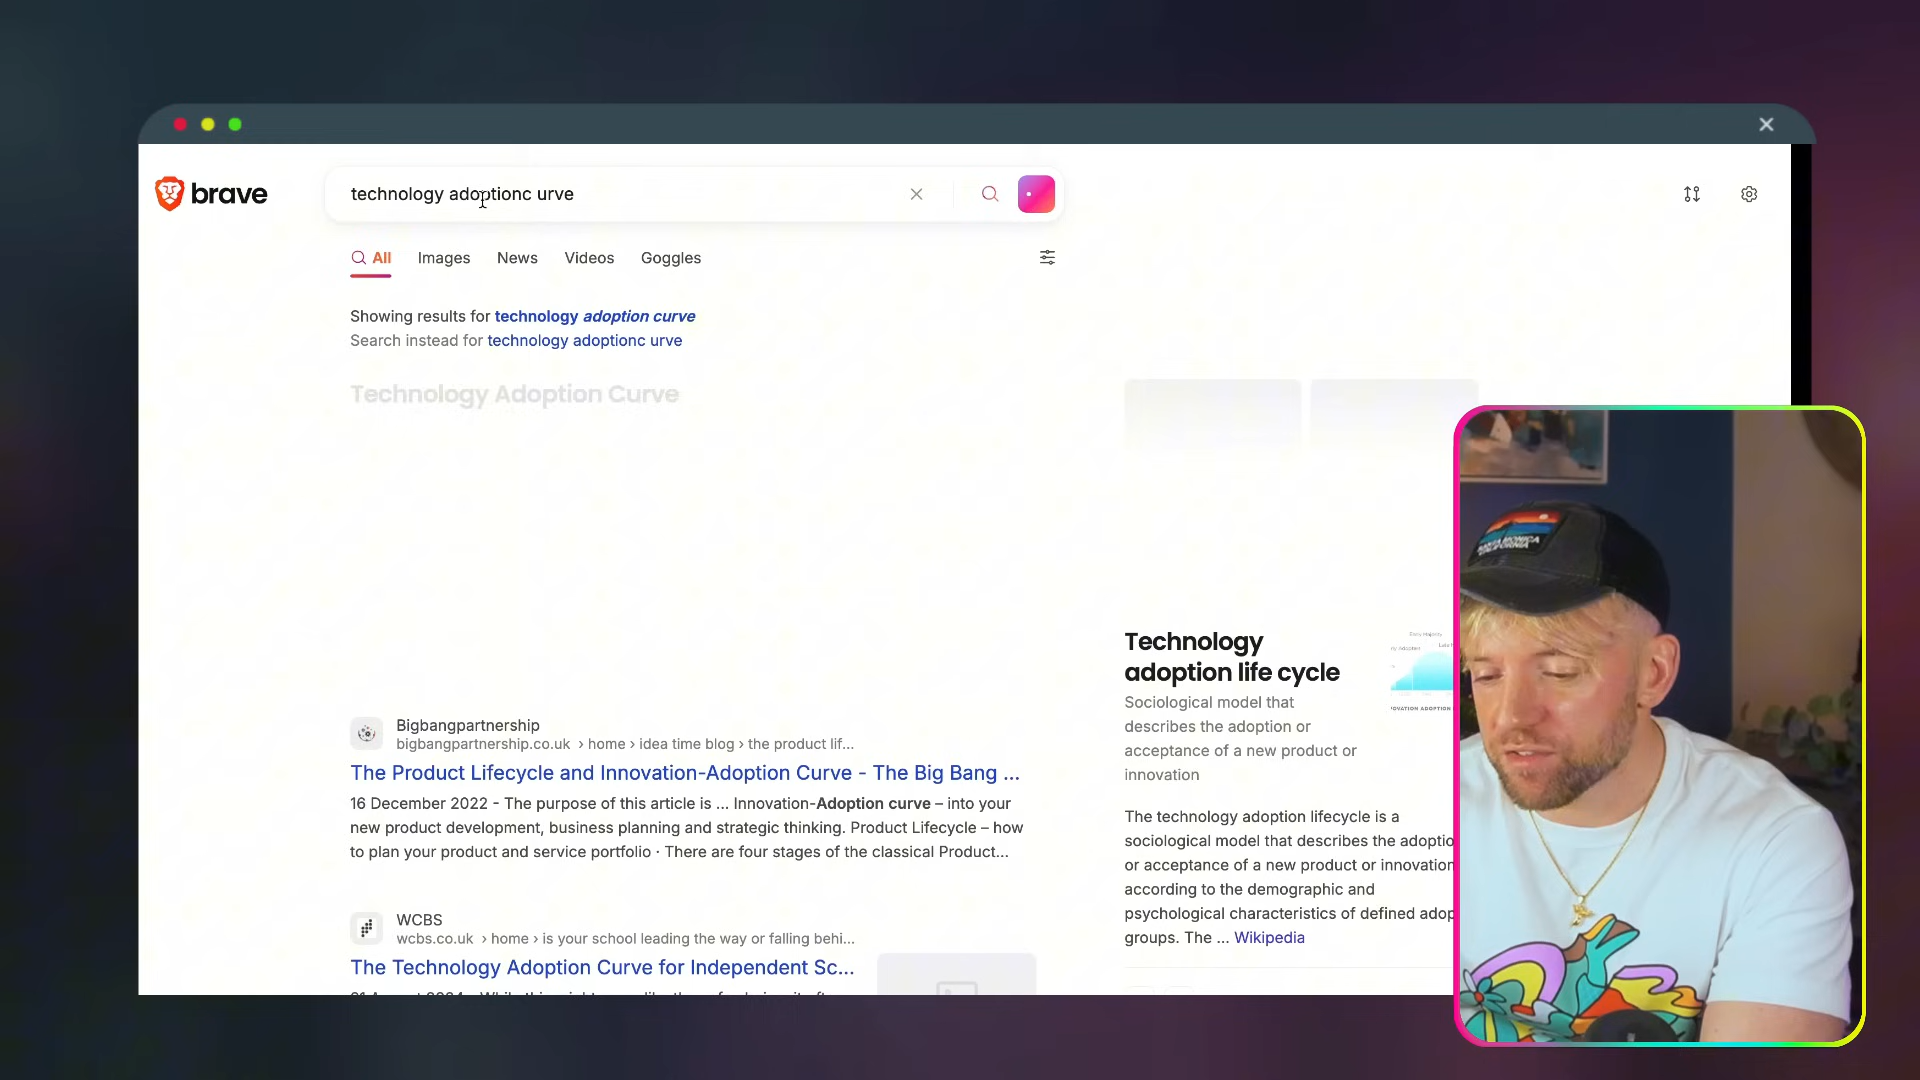 brave
technology adoptionc urve
All Images News Videos Goggles
Showing results for technology adoption curve
Search instead for technology adoptionc urve
Technology Adoption Curve
Bigbangpartnership
bigbangpartnership.co.uk › home › idea time blog › the product lif...
The Product Lifecycle and Innovation-Adoption Curve - The Big Bang ...
16 December 2022 - The purpose of this article is ... Innovation-Adoption curve – into your
new product development, business planning and strategic thinking. Product Lifecycle – how
to plan your product and service portfolio · There are four stages of the classical Product...
WCBS
wcbs.co.uk › home › is your school leading the way or falling behi...
The Technology Adoption Curve for Independent Sc...
Technology
adoption life cycle
Sociological model that
describes the adoption or
acceptance of a new product or
innovation
The technology adoption lifecycle is a
sociological model that describes the adoptio
or acceptance of a new product or innovation
according to the demographic and
psychological characteristics of defined adop
groups. The ... Wikipedia
SANTA MONICA
CALIFORNIA